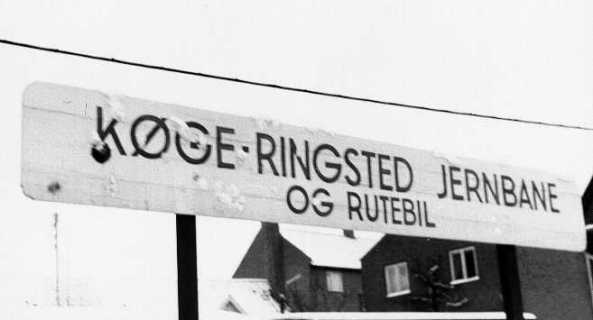 KØGE·RINGSTED JERNBANE
OG RUTEBIL